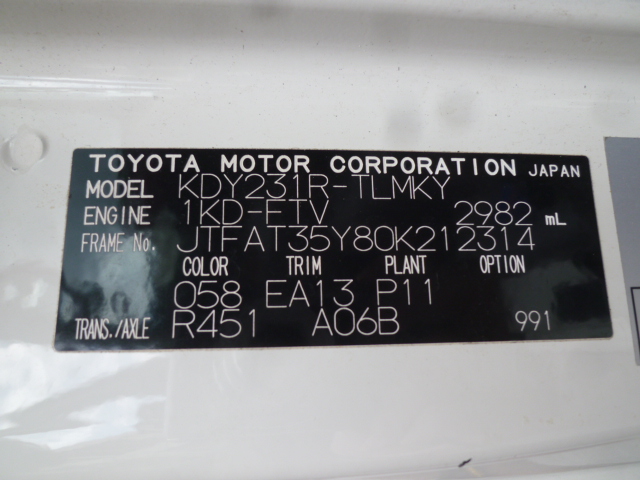 TOYOTA MOTOR CORPORATION JAPAN
MODEL KDY231R-TLMKY
ENGINE 1KD-FTV 2982 mL
FRAME No. JTFAT35Y80K212314
COLOR TRIM PLANT OPTION
058 EA13 P11
TRANS./AXLE R451 A06B 991